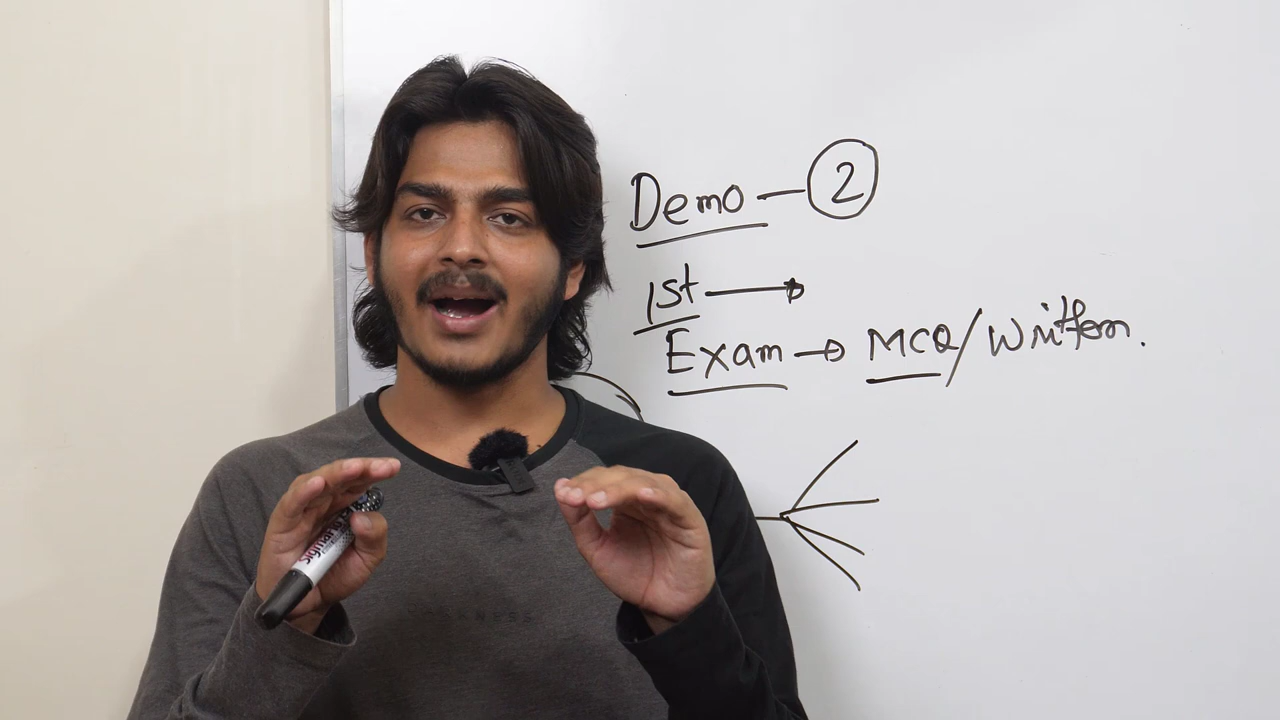 Demo — 2
1st →
Exam → MCQ/Written.